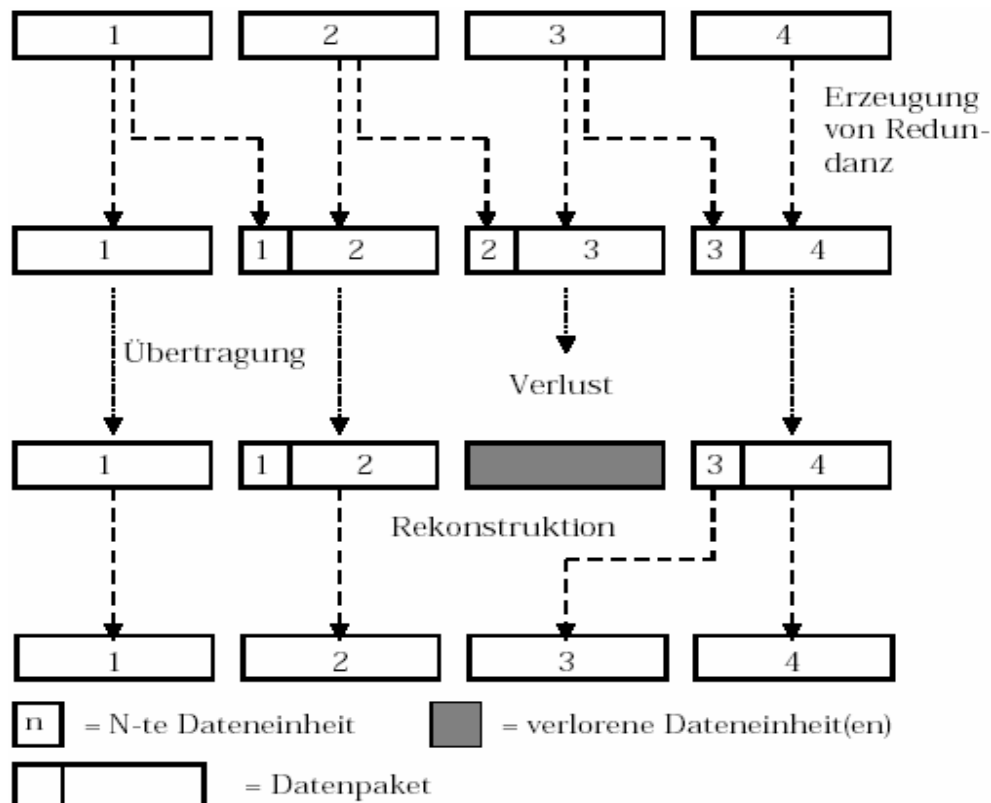 1 2 3 4
Erzeugung
von Redun-
danz
1 1 2 2 3 3 4
Übertragung
Verlust
1 1 2 3 4
Rekonstruktion
1 2 3 4
n = N-te Dateneinheit = verlorene Dateneinheit(en)
= Datenpaket